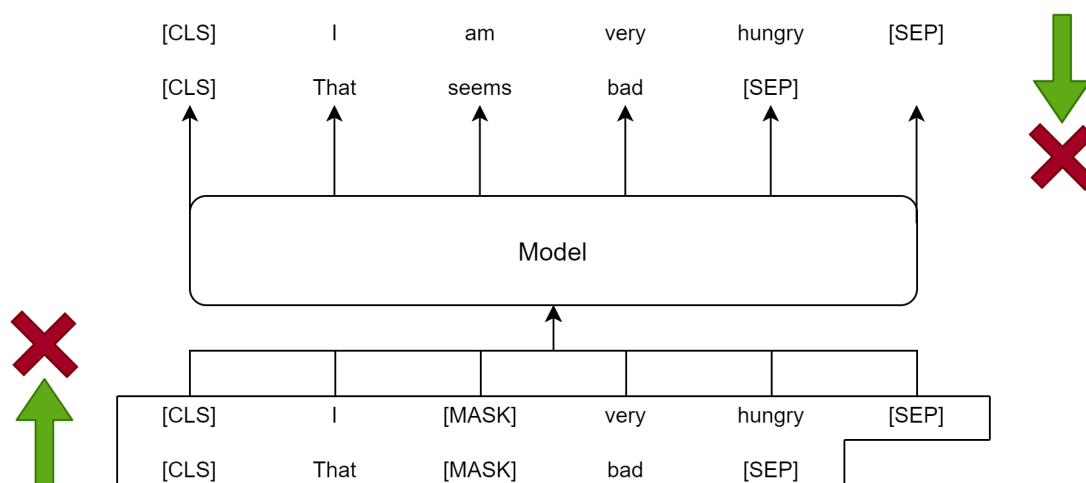 [CLS] I am very hungry [SEP]
[CLS] That seems bad [SEP]
Model
[CLS] I [MASK] very hungry [SEP]
[CLS] That [MASK] bad [SEP]